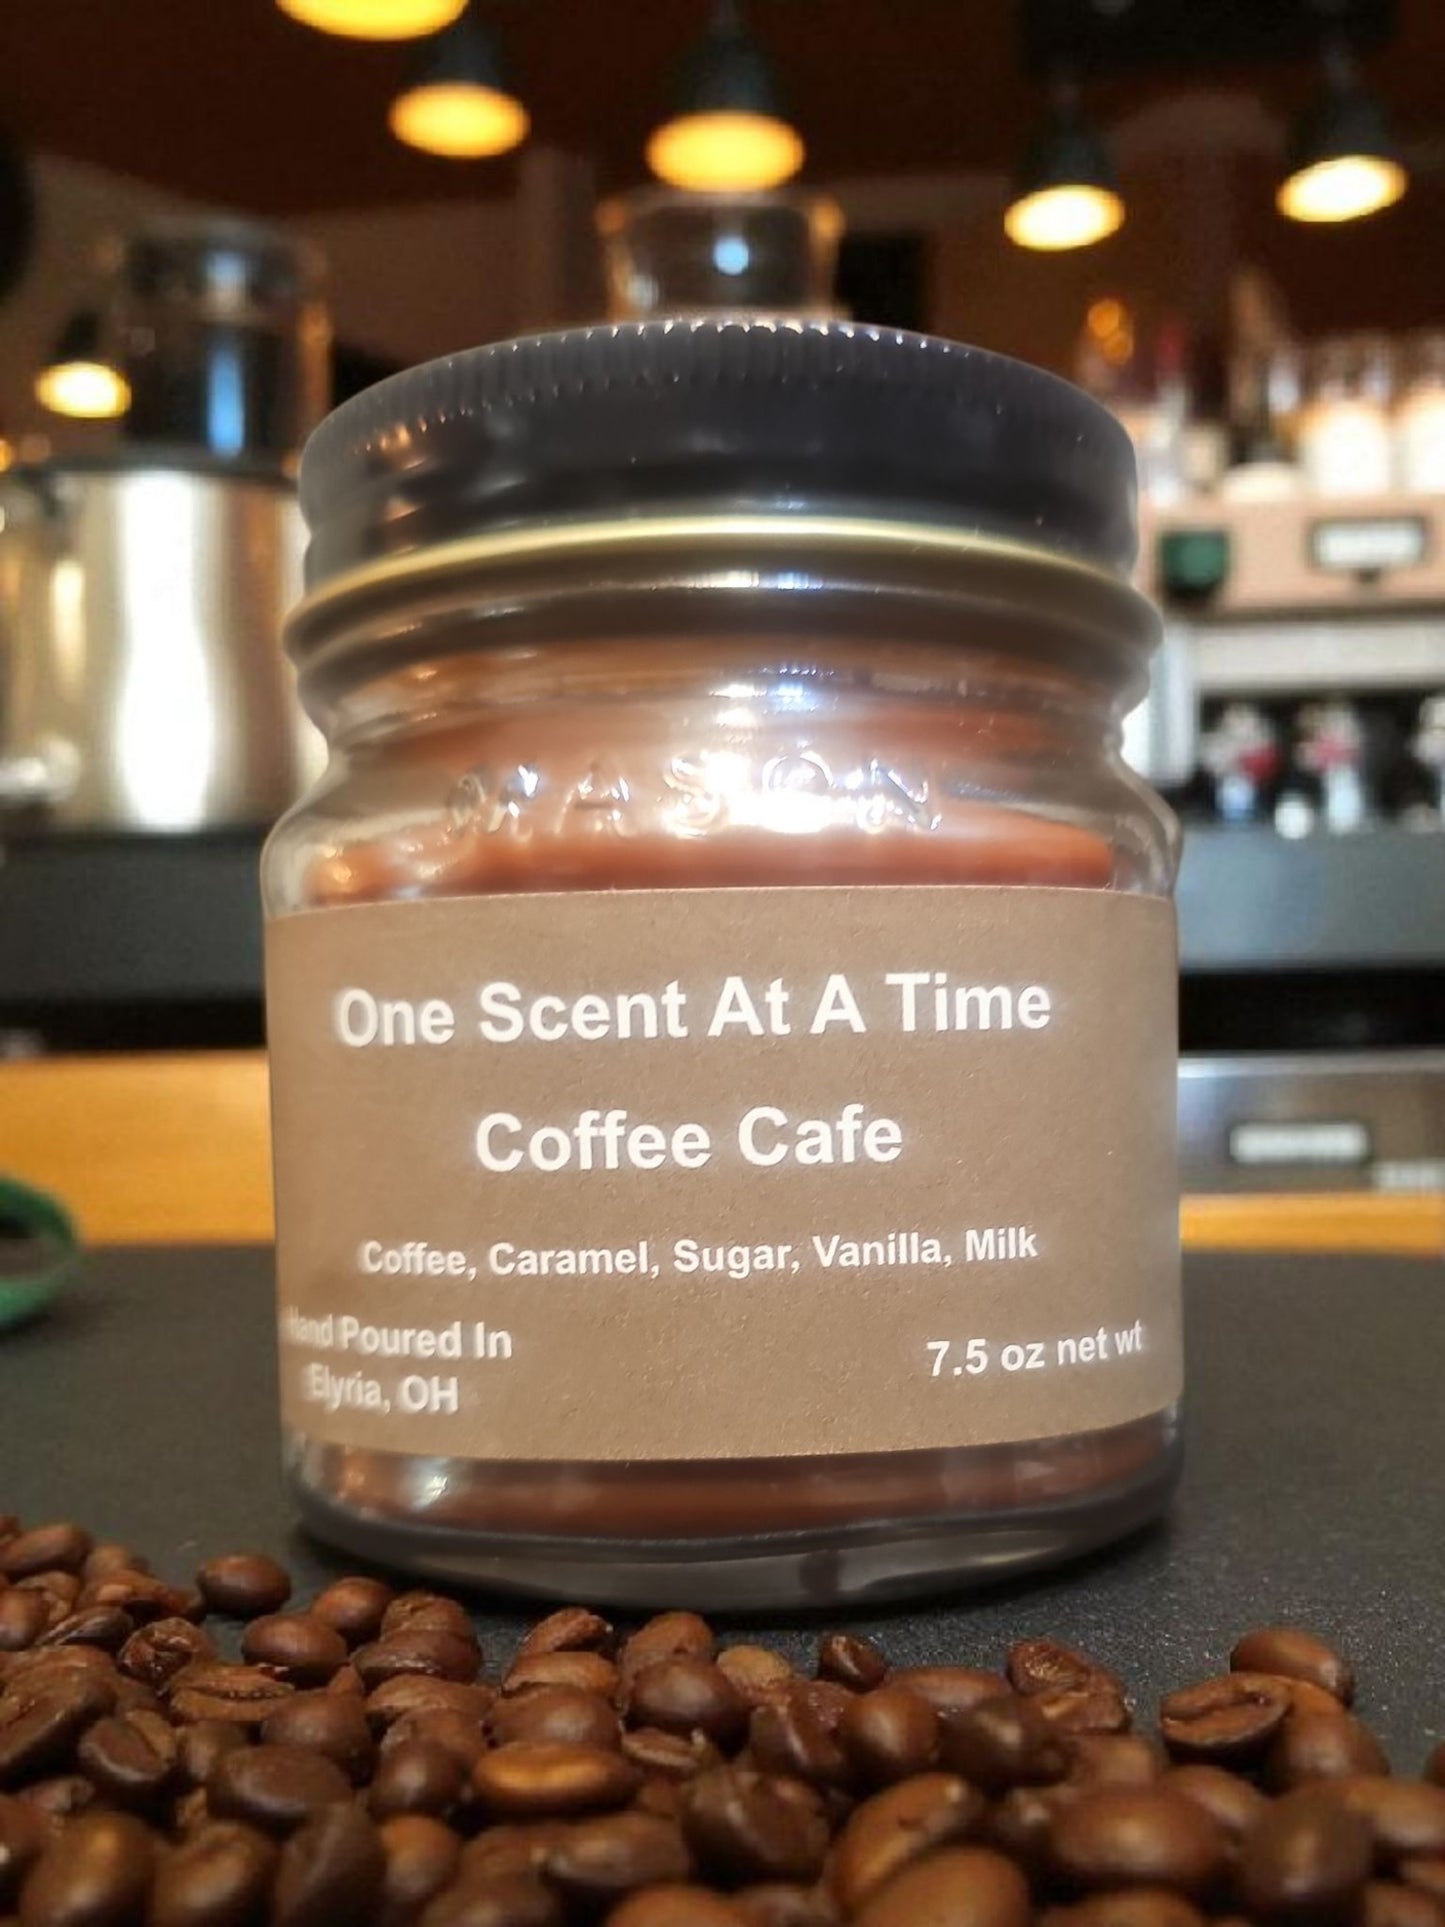 MASON
One Scent At A Time
Coffee Cafe
Coffee, Caramel, Sugar, Vanilla, Milk
Hand Poured In
Elyria, OH
7.5 oz net wt